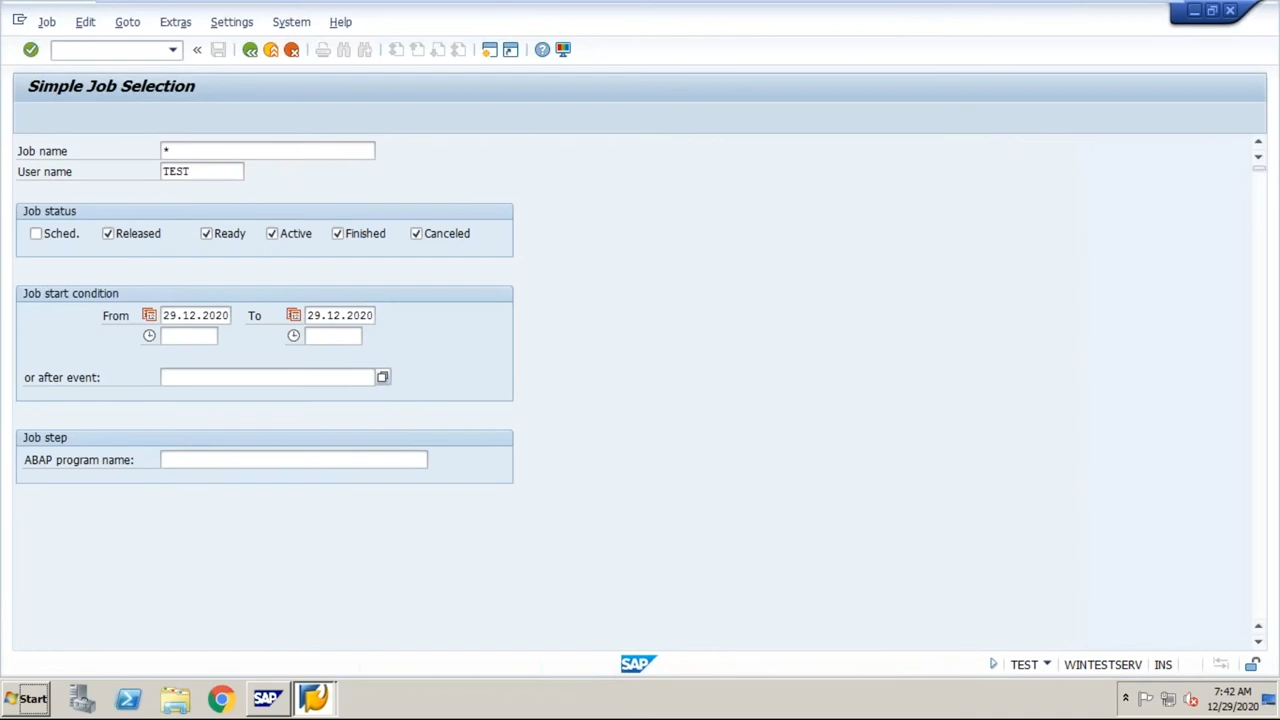 Job Edit Goto Extras Settings System Help
Simple Job Selection
Job name *
User name TEST
Job status
Sched. Released Ready Active Finished Canceled
Job start condition
From 29.12.2020 To 29.12.2020
or after event:
Job step
ABAP program name:
SAP TEST WINTESTSERV INS
Start SAP 7:42 AM
12/29/2020